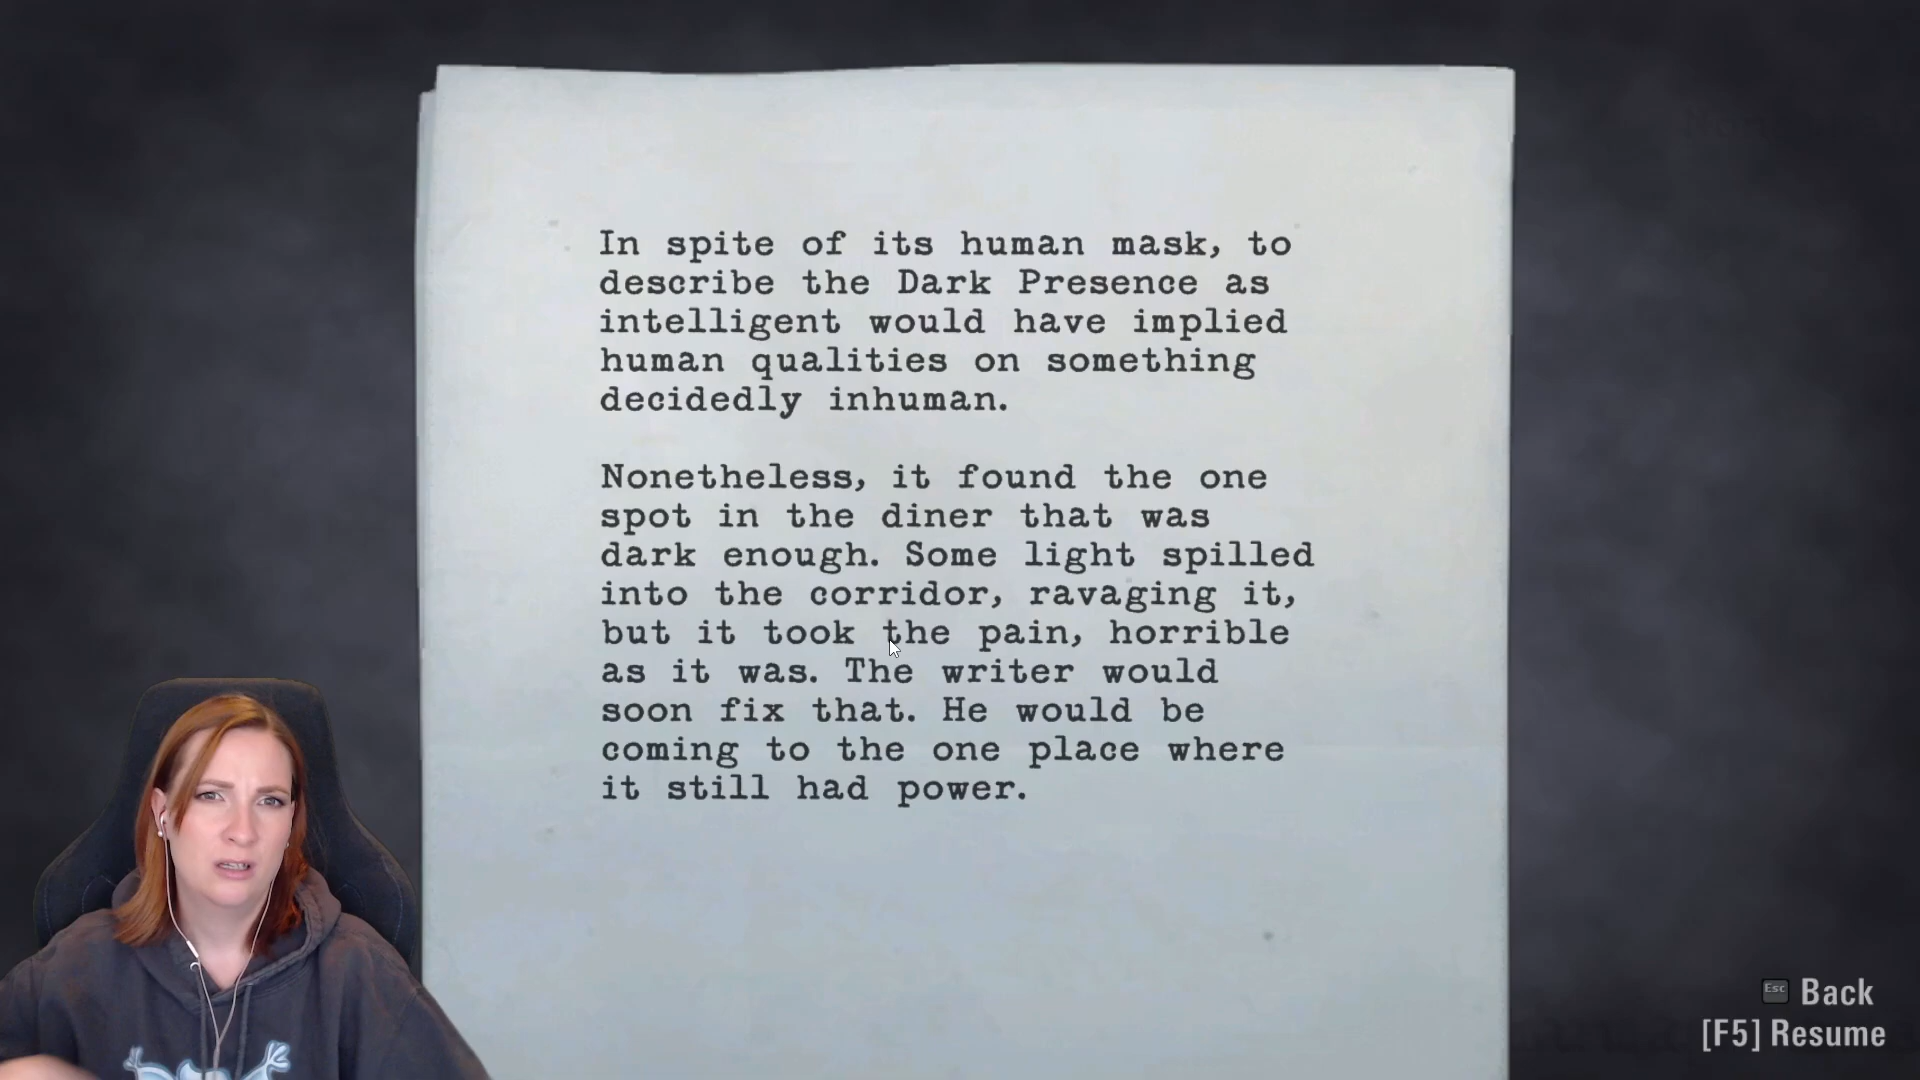 In spite of its human mask, to
describe the Dark Presence as
intelligent would have implied
human qualities on something
decidedly inhuman.
Nonetheless, it found the one
spot in the diner that was
dark enough. Some light spilled
into the corridor, ravaging it,
but it took the pain, horrible
as it was. The writer would
soon fix that. He would be
coming to the one place where
it still had power.
Esc Back
[F5] Resume